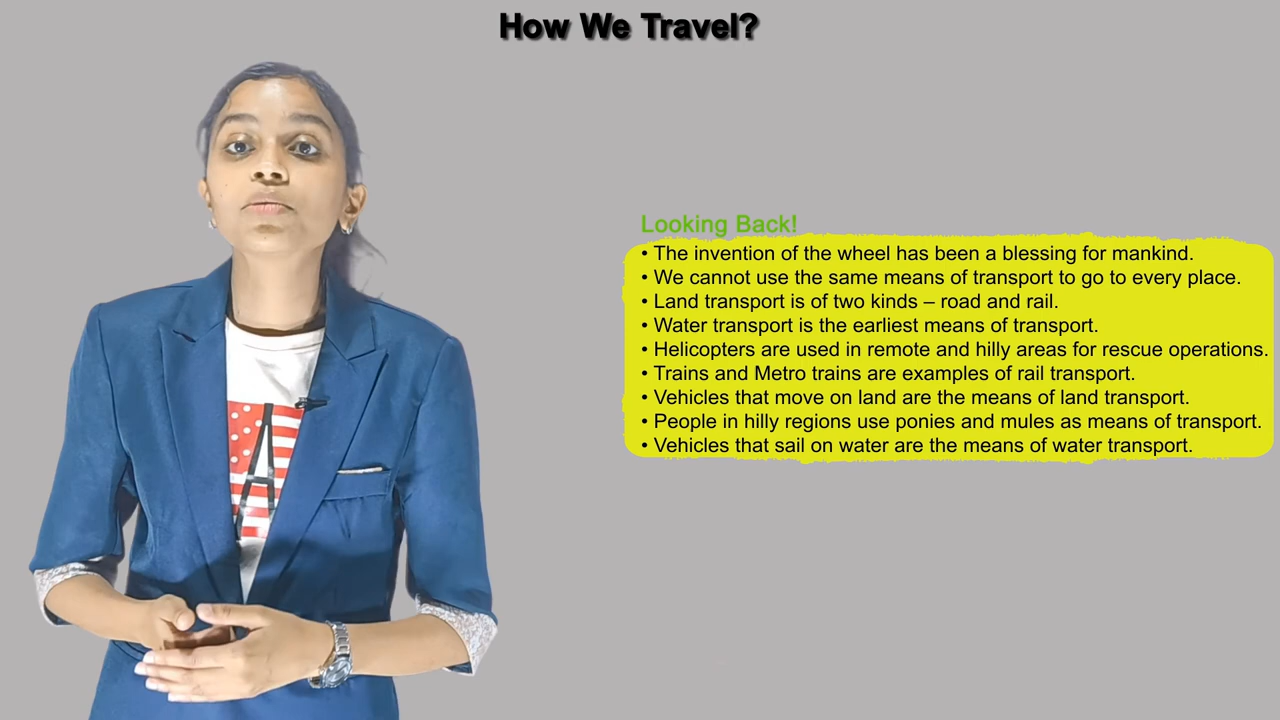 How We Travel?
Looking Back!
• The invention of the wheel has been a blessing for mankind.
• We cannot use the same means of transport to go to every place.
• Land transport is of two kinds – road and rail.
• Water transport is the earliest means of transport.
• Helicopters are used in remote and hilly areas for rescue operations.
• Trains and Metro trains are examples of rail transport.
• Vehicles that move on land are the means of land transport.
• People in hilly regions use ponies and mules as means of transport.
• Vehicles that sail on water are the means of water transport.
A